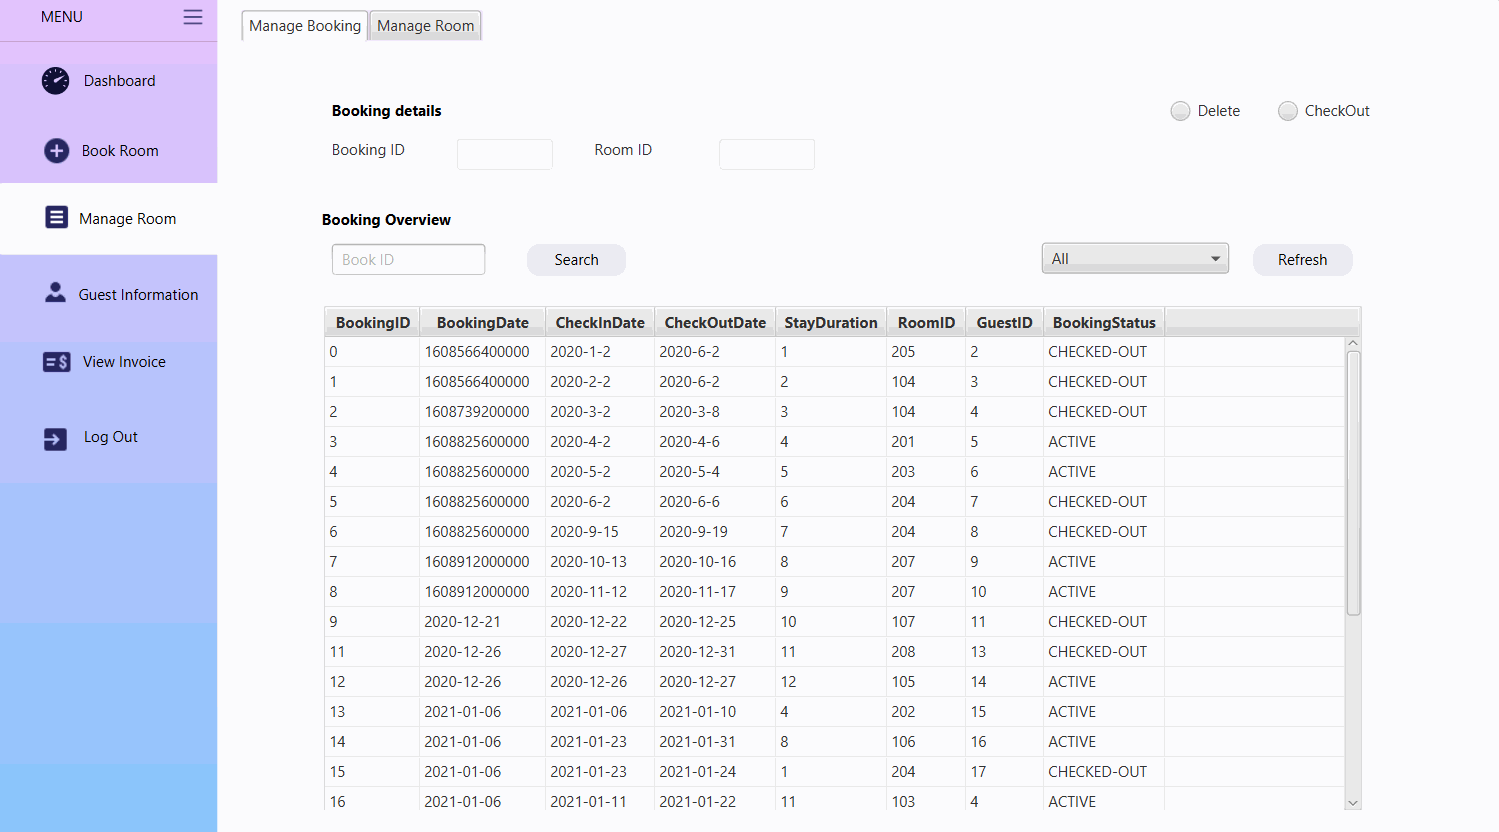 MENU
Dashboard
Book Room
Manage Room
Guest Information
View Invoice
Log Out
Manage Booking Manage Room
Booking details Delete CheckOut
Booking ID Room ID
Booking Overview
Book ID Search All Refresh
BookingID BookingDate CheckInDate CheckOutDate StayDuration RoomID GuestID BookingStatus
0 1608566400000 2020-1-2 2020-6-2 1 205 2 CHECKED-OUT
1 1608566400000 2020-2-2 2020-6-2 2 104 3 CHECKED-OUT
2 1608739200000 2020-3-2 2020-3-8 3 104 4 CHECKED-OUT
3 1608825600000 2020-4-2 2020-4-6 4 201 5 ACTIVE
4 1608825600000 2020-5-2 2020-5-4 5 203 6 ACTIVE
5 1608825600000 2020-6-2 2020-6-6 6 204 7 CHECKED-OUT
6 1608825600000 2020-9-15 2020-9-19 7 204 8 CHECKED-OUT
7 1608912000000 2020-10-13 2020-10-16 8 207 9 ACTIVE
8 1608912000000 2020-11-12 2020-11-17 9 207 10 ACTIVE
9 2020-12-21 2020-12-22 2020-12-25 10 107 11 CHECKED-OUT
11 2020-12-26 2020-12-27 2020-12-31 11 208 13 CHECKED-OUT
12 2020-12-26 2020-12-26 2020-12-27 12 105 14 ACTIVE
13 2021-01-06 2021-01-06 2021-01-10 4 202 15 ACTIVE
14 2021-01-06 2021-01-23 2021-01-31 8 106 16 ACTIVE
15 2021-01-06 2021-01-23 2021-01-24 1 204 17 CHECKED-OUT
16 2021-01-06 2021-01-11 2021-01-22 11 103 4 ACTIVE